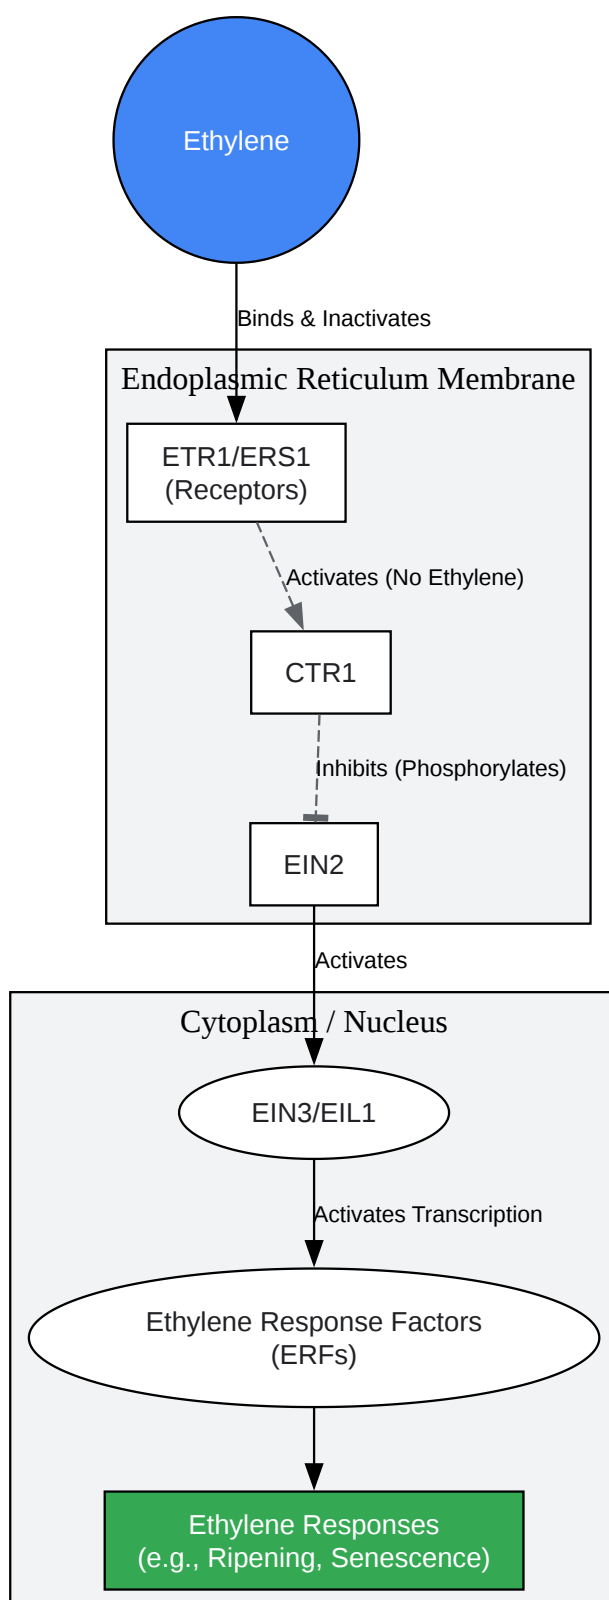 Ethylene
Binds & Inactivates
Endoplasmic Reticulum Membrane
ETR1/ERS1
(Receptors)
Activates (No Ethylene)
CTR1
Inhibits (Phosphorylates)
EIN2
Activates
Cytoplasm / Nucleus
EIN3/EIL1
Activates Transcription
Ethylene Response Factors
(ERFs)
Ethylene Responses
(e.g., Ripening, Senescence)